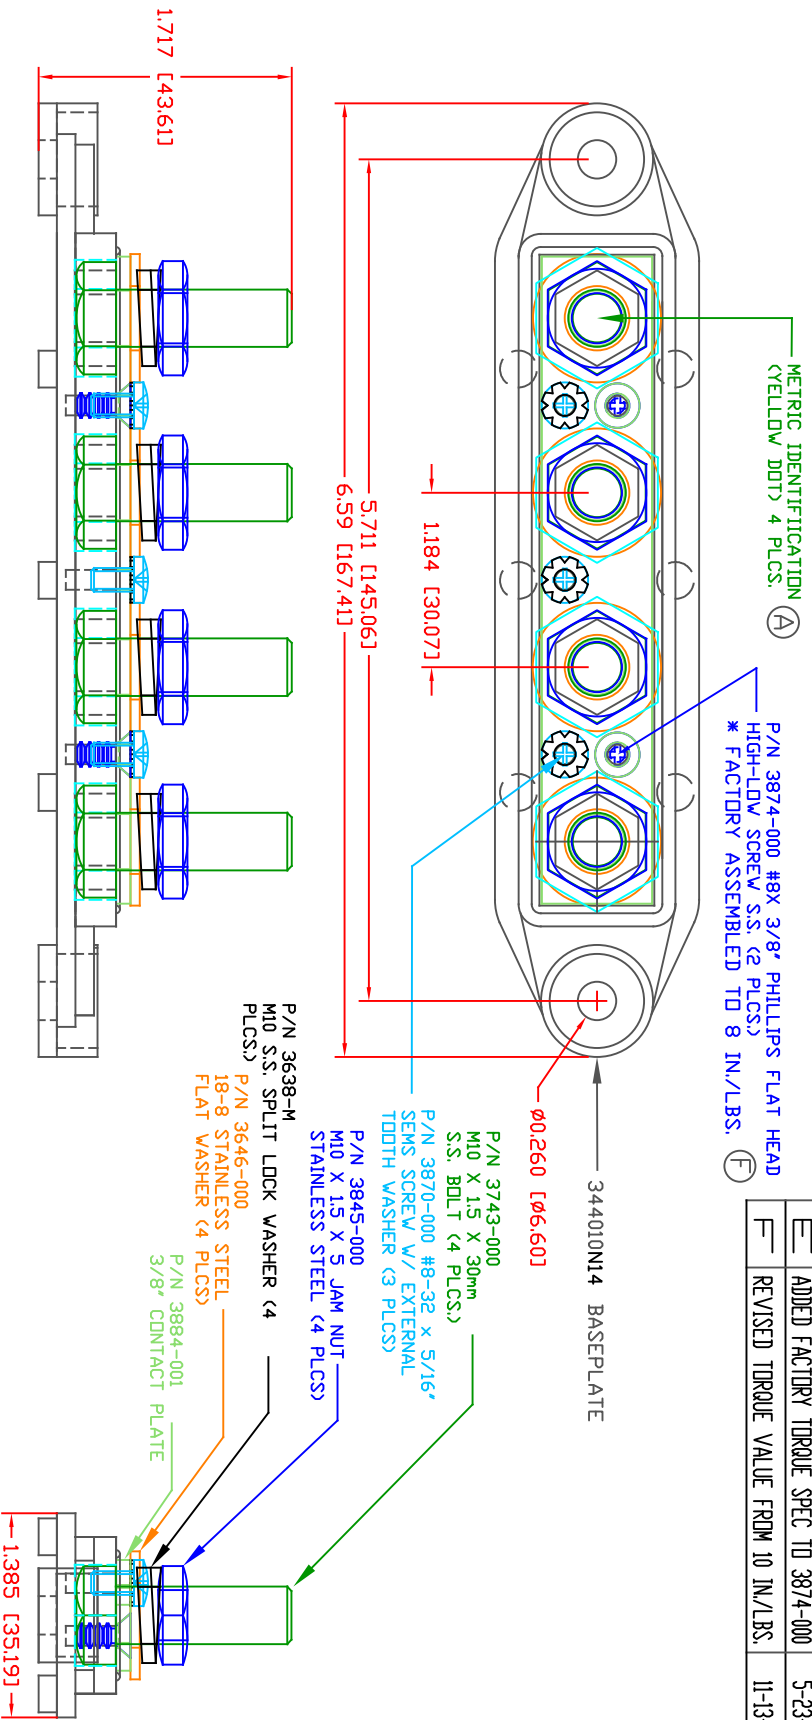 E ADDED FACTORY TORQUE SPEC TO 3874-000 5-23-
F REVISED TORQUE VALUE FROM 10 IN./LBS. 11-13-
METRIC IDENTIFIICATION
(YELLOW DOT) 4 PLCS.
A
P/N 3874-000 #8X 3/8" PHILLIPS FLAT HEAD
HIGH-LOW SCREW S.S. (2 PLCS.)
* FACTORY ASSEMBLED TO 8 IN./LBS.
F
344010N14 BASEPLATE
Ø0.260 [Ø6.60]
1.184 [30.07]
5.711 [145.06]
6.59 [167.41]
1.717 [43.61]
P/N 3743-000
M10 X 1.5 X 30mm
S.S. BOLT (4 PLCS.)
P/N 3870-000 #8-32 x 5/16"
SEMS SCREW W/ EXTERNAL
TOOTH WASHER (3 PLCS)
P/N 3845-000
M10 X 1.5 X 5 JAM NUT
STAINLESS STEEL (4 PLCS)
P/N 3638-M
M10 S.S. SPLIT LOCK WASHER (4
PLCS.)
P/N 3646-000
18-8 STAINLESS STEEL
FLAT WASHER (4 PLCS)
P/N 3884-001
3/8" CONTACT PLATE
1.385 [35.19]